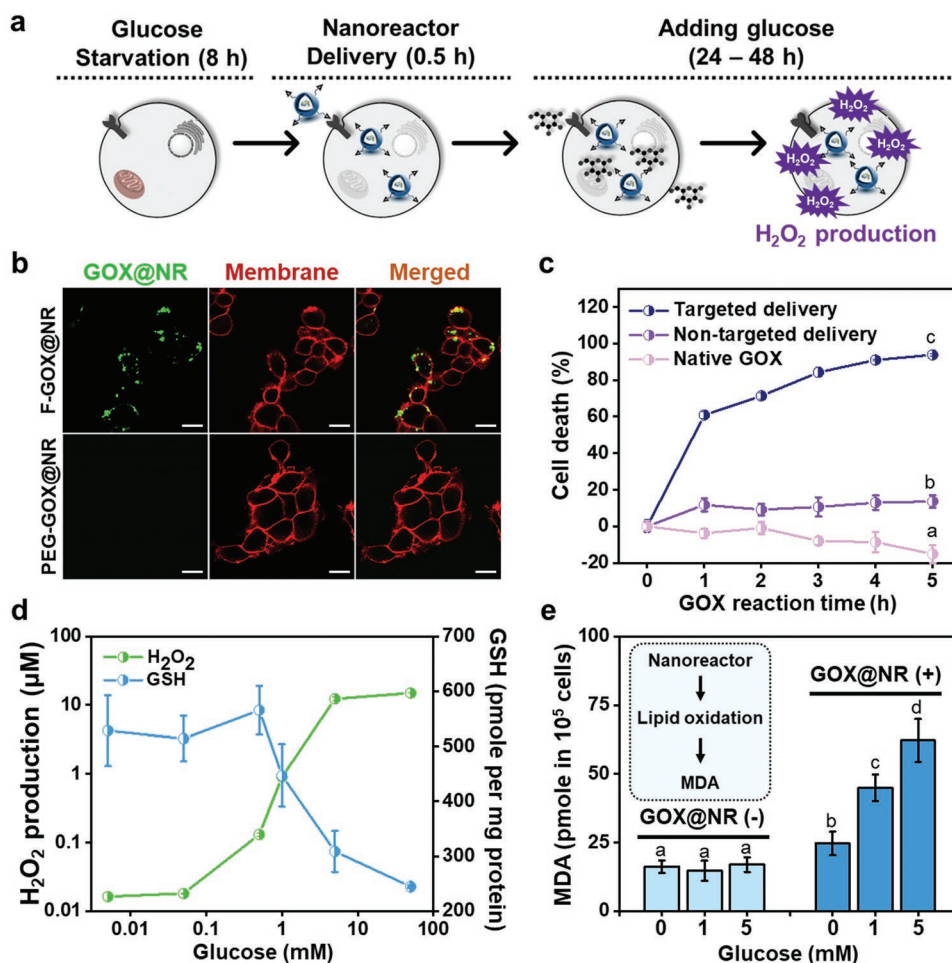 a
Glucose
Starvation (8 h)
Nanoreactor
Delivery (0.5 h)
Adding glucose
(24 – 48 h)
H₂O₂
H₂O₂
H₂O₂
H₂O₂
H₂O₂ production
b
GOX@NR
Membrane
Merged
F-GOX@NR
PEG-GOX@NR
c
Cell death (%)
120
100
80
60
40
20
0
-20
Targeted delivery
Non-targeted delivery
Native GOX
c
b
a
0
1
2
3
4
5
GOX reaction time (h)
d
H₂O₂ production (µM)
100
10
1
0.1
0.01
H₂O₂
GSH
700
600
500
400
300
200
GSH (pmole per mg protein)
0.01
0.1
1
10
100
Glucose (mM)
e
MDA (pmole in 10⁵ cells)
100
75
50
25
0
Nanoreactor
Lipid oxidation
MDA
GOX@NR (-)
a
a
a
GOX@NR (+)
b
c
d
0
1
5
0
1
5
Glucose (mM)